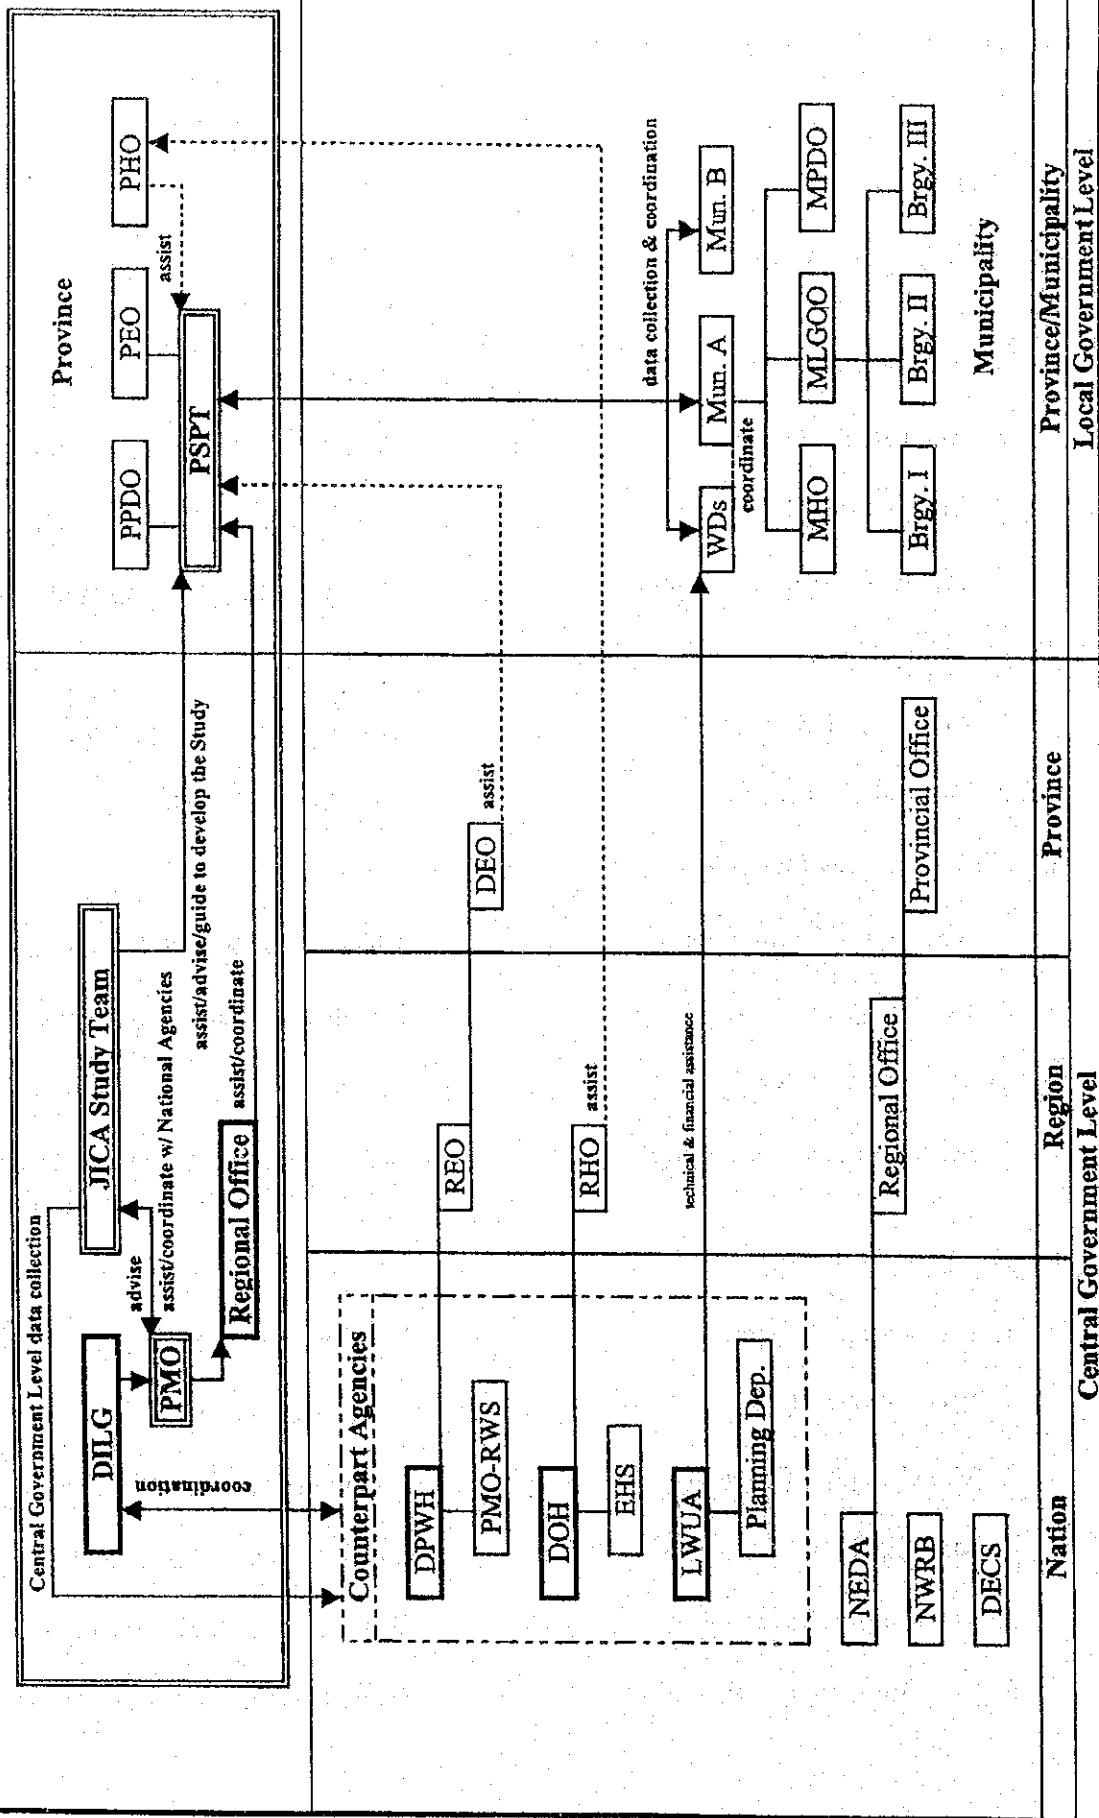 Central Government Level data collection
DILG
coordination
PMO
advise
assist/coordinate w/ National Agencies
JICA Study Team
assist/advise/guide to develop the Study
Regional Office
assist/coordinate
Province
PPDO
PEO
PHO
assist
PSPT
Counterpart Agencies
DPWH
PMO-RWS
REO
DEO
assist
DOH
EHS
RHO
assist
LWUA
Planning Dep.
technical & financial assistance
data collection & coordination
WDs
Mun. A
Mun. B
coordinate
MHO
MLGOO
MPDO
Brgy. I
Brgy. II
Brgy. III
Municipality
NEDA
Regional Office
Provincial Office
NWRB
DECS
Nation
Region
Province
Province/Municipality
Central Government Level
Local Government Level